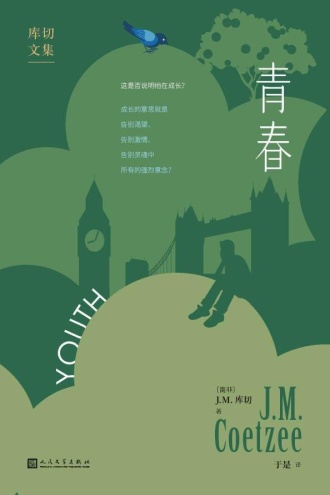 库切
文集
青春
这是否说明他在成长？
成长的意思就是
告别渴望、
告别激情、
告别灵魂中
所有的强烈意念？
YOUTH
〔南非〕
J.M. 库切
著
J.M.
Coetzee
于是 译
人民文学出版社